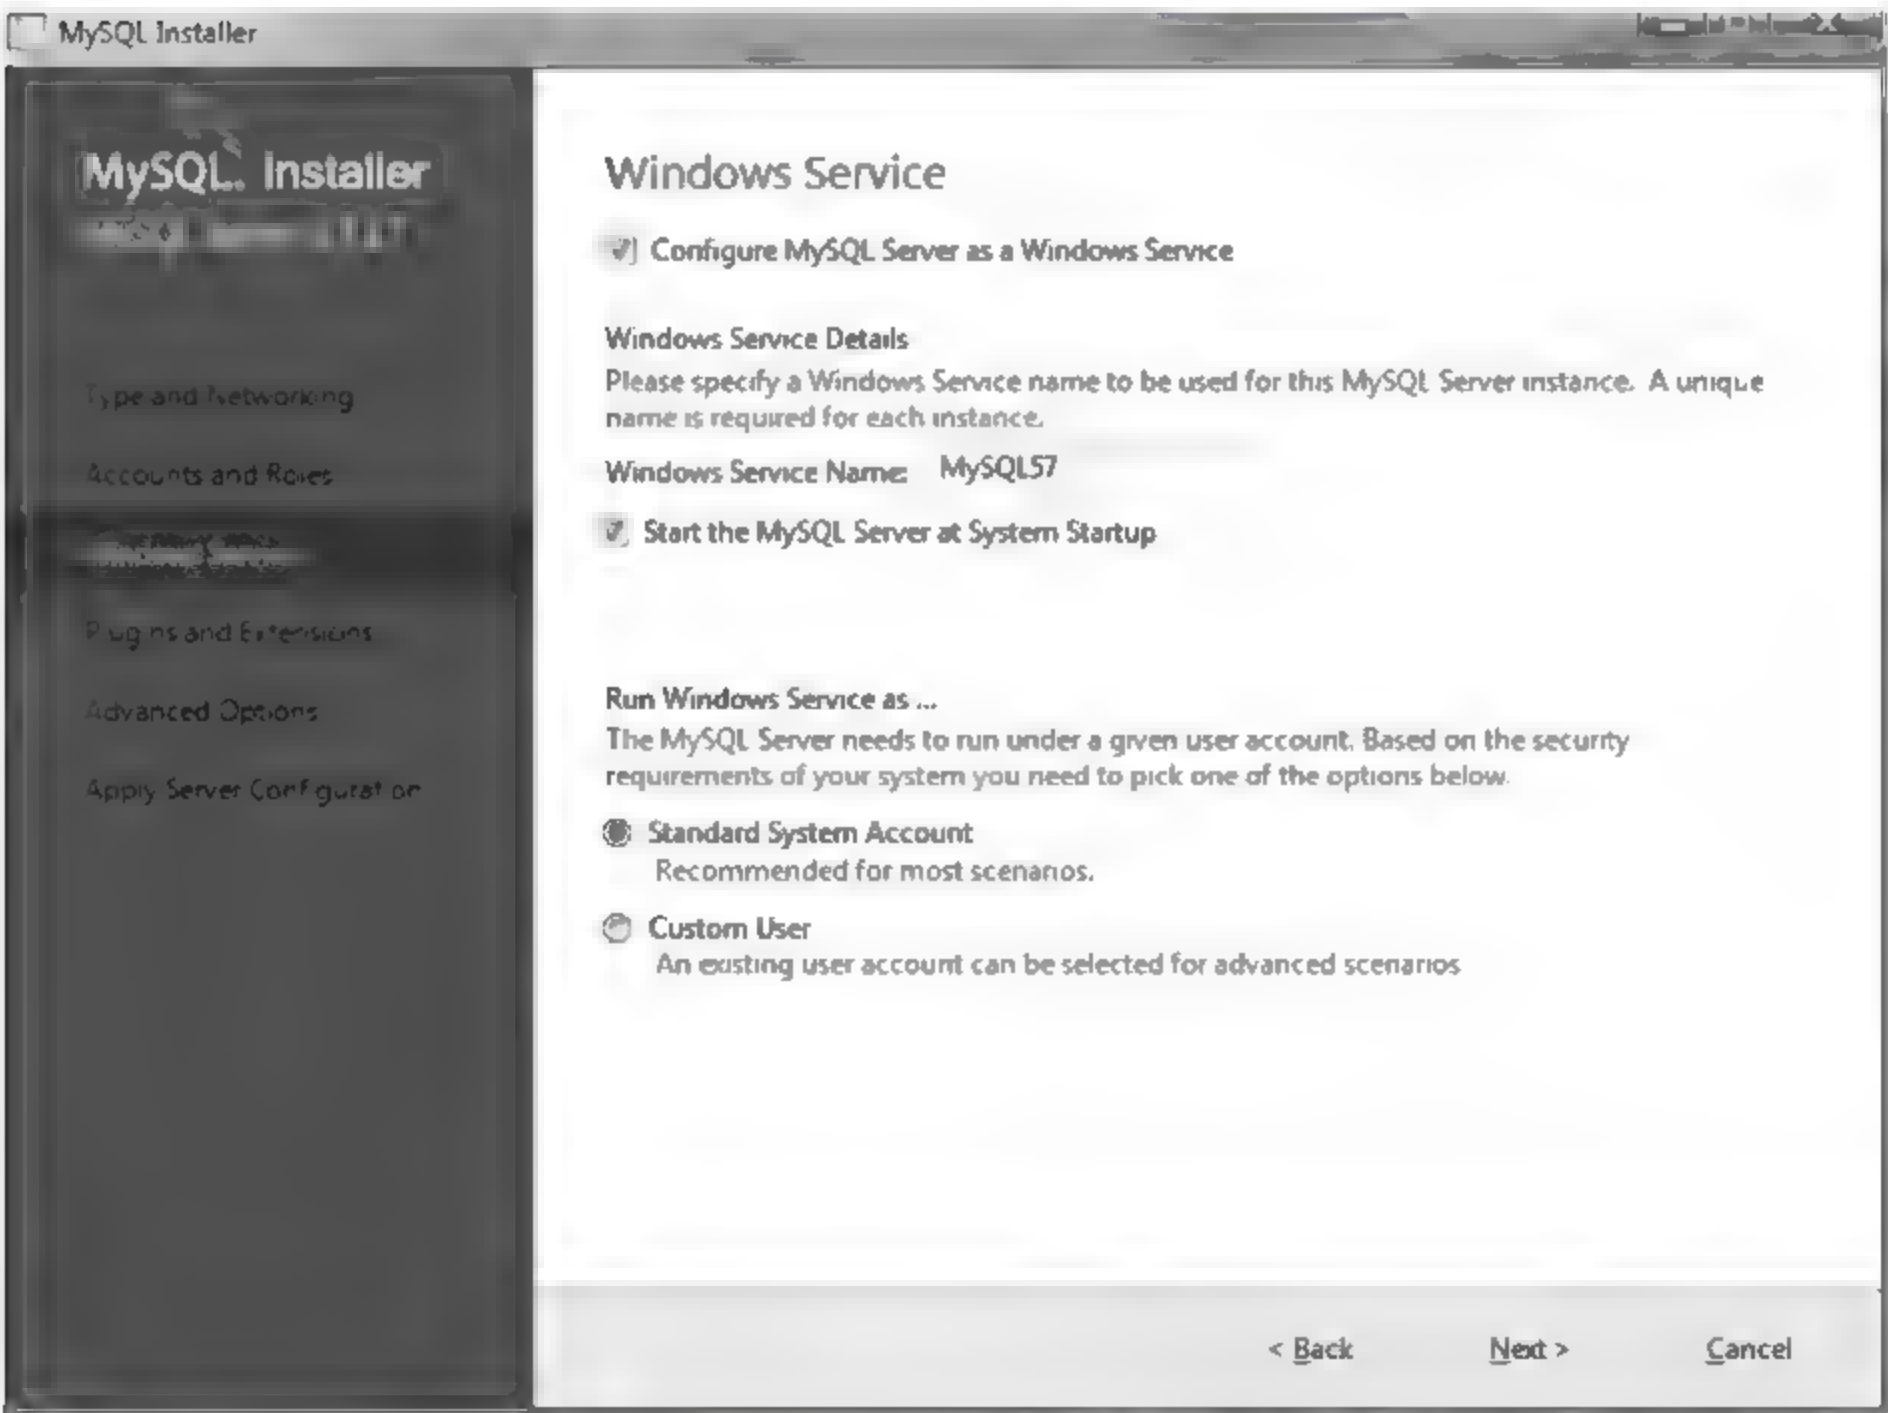 MySQL Installer
MySQL. Installer
Type and Networking
Accounts and Roles
Plugins and Extensions
Advanced Options
Apply Server Configuration
Windows Service
Configure MySQL Server as a Windows Service
Windows Service Details
Please specify a Windows Service name to be used for this MySQL Server instance. A unique
name is required for each instance.
Windows Service Name: MySQL57
Start the MySQL Server at System Startup
Run Windows Service as ...
The MySQL Server needs to run under a given user account. Based on the security
requirements of your system you need to pick one of the options below.
Standard System Account
Recommended for most scenarios.
Custom User
An existing user account can be selected for advanced scenarios
< Back Next > Cancel